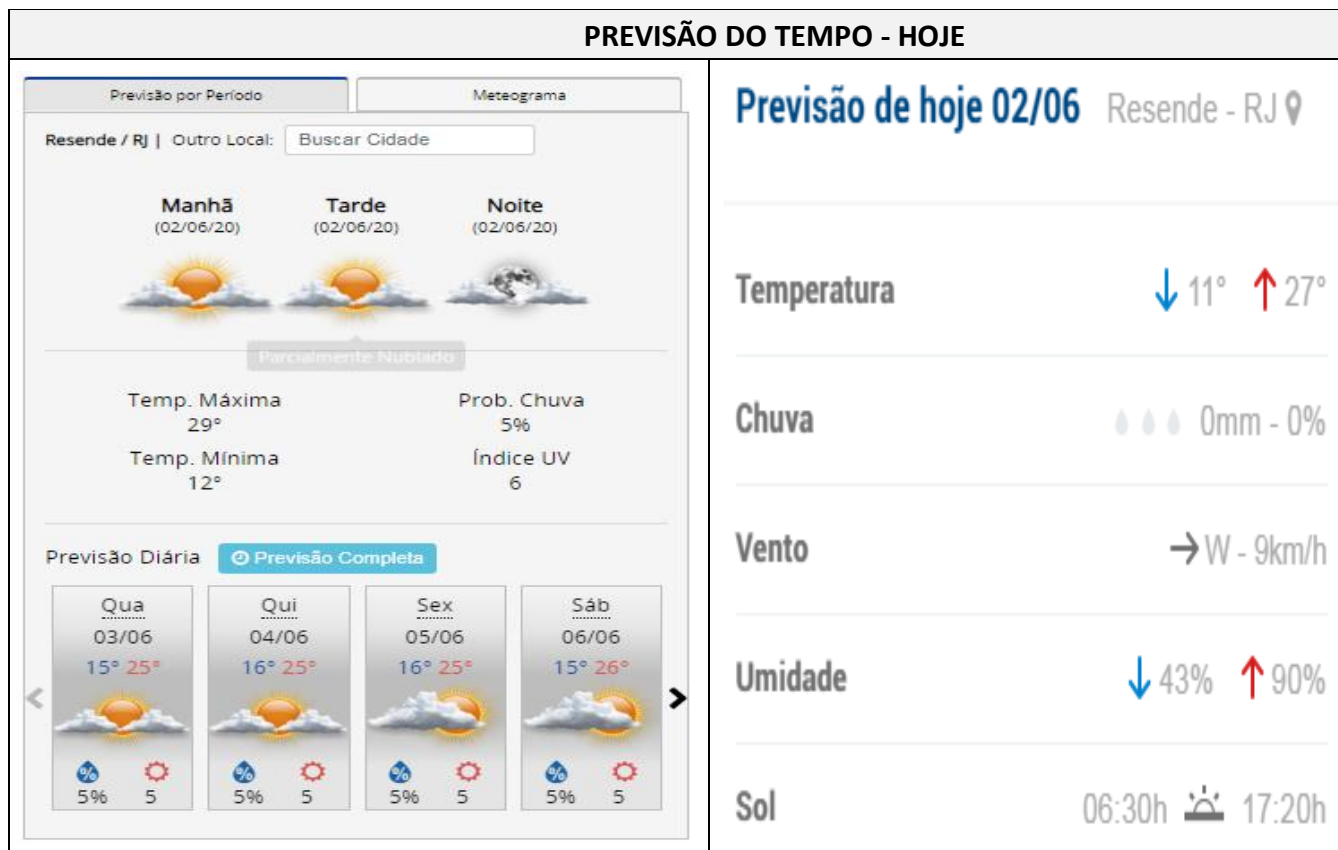 PREVISÃO DO TEMPO - HOJE
Previsão por Período
Meteograma
Resende / RJ | Outro Local: Buscar Cidade
Manhã Tarde Noite
(02/06/20) (02/06/20) (02/06/20)
Parcialmente Nublado
Temp. Máxima Prob. Chuva
29° 5%
Temp. Mínima Índice UV
12° 6
Previsão Diária Previsão Completa
Qua Qui Sex Sáb
03/06 04/06 05/06 06/06
15° 25° 16° 25° 16° 25° 15° 26°
% % % %
5% 5 5% 5 5% 5 5% 5
Previsão de hoje 02/06 Resende - RJ
Temperatura 11° 27°
Chuva 0mm - 0%
Vento W - 9km/h
Umidade 43% 90%
Sol 06:30h 17:20h